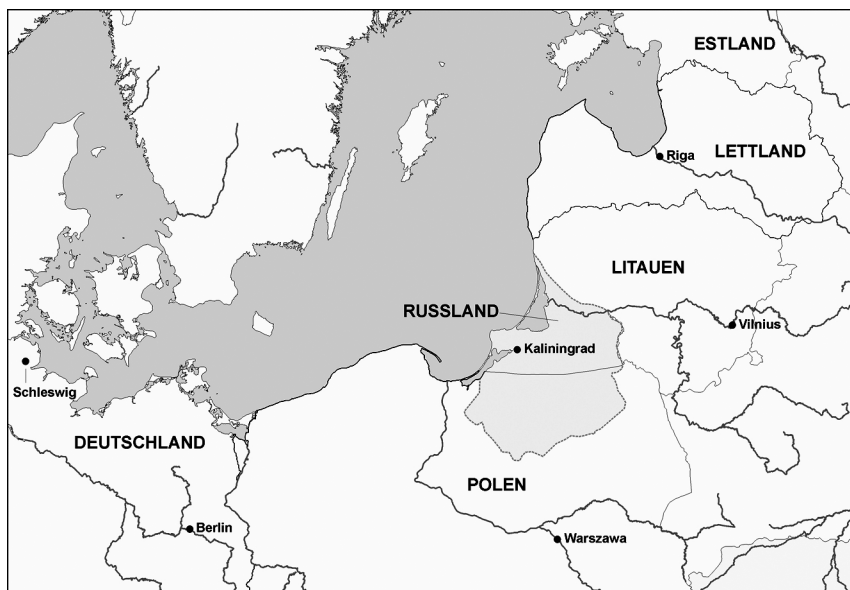 ESTLAND
LETTLAND
Riga
LITAUEN
RUSSLAND
Vilnius
Kaliningrad
Schleswig
DEUTSCHLAND
POLEN
Berlin
Warszawa